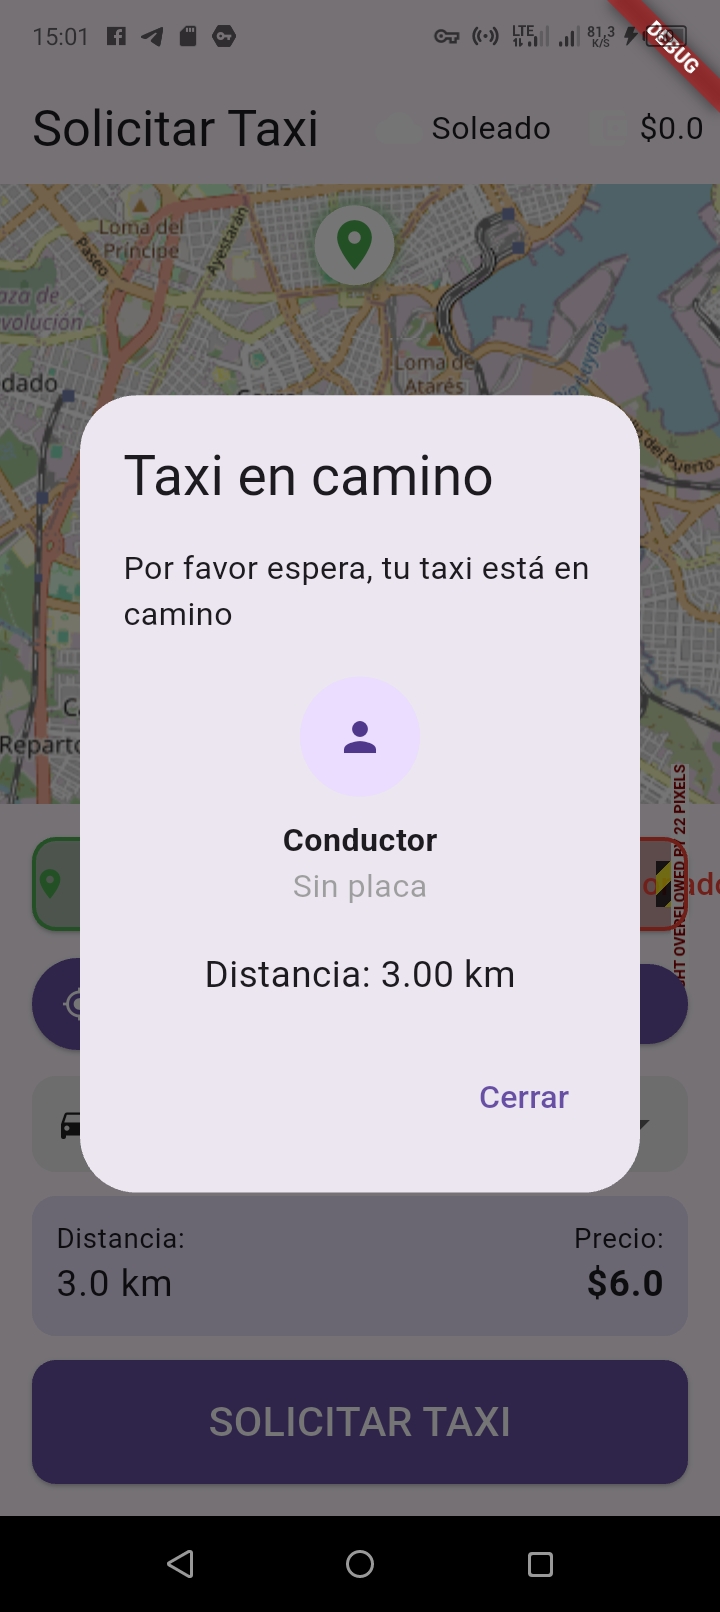 15:01
LTE
81,3
K/S
DEBUG
Solicitar Taxi
Soleado
$0.0
Loma del
Príncipe
Paseo
Ayestarán
aza de
evolucion
dado
Loma de
Atarés
Río Luyanó
del Puerto
Taxi en camino
Por favor espera, tu taxi está en
camino
Conductor
Sin placa
Distancia: 3.00 km
Cerrar
Reparto
OVERFLOWED BY 22 PIXELS
Distancia:
Precio:
3.0 km
$6.0
SOLICITAR TAXI